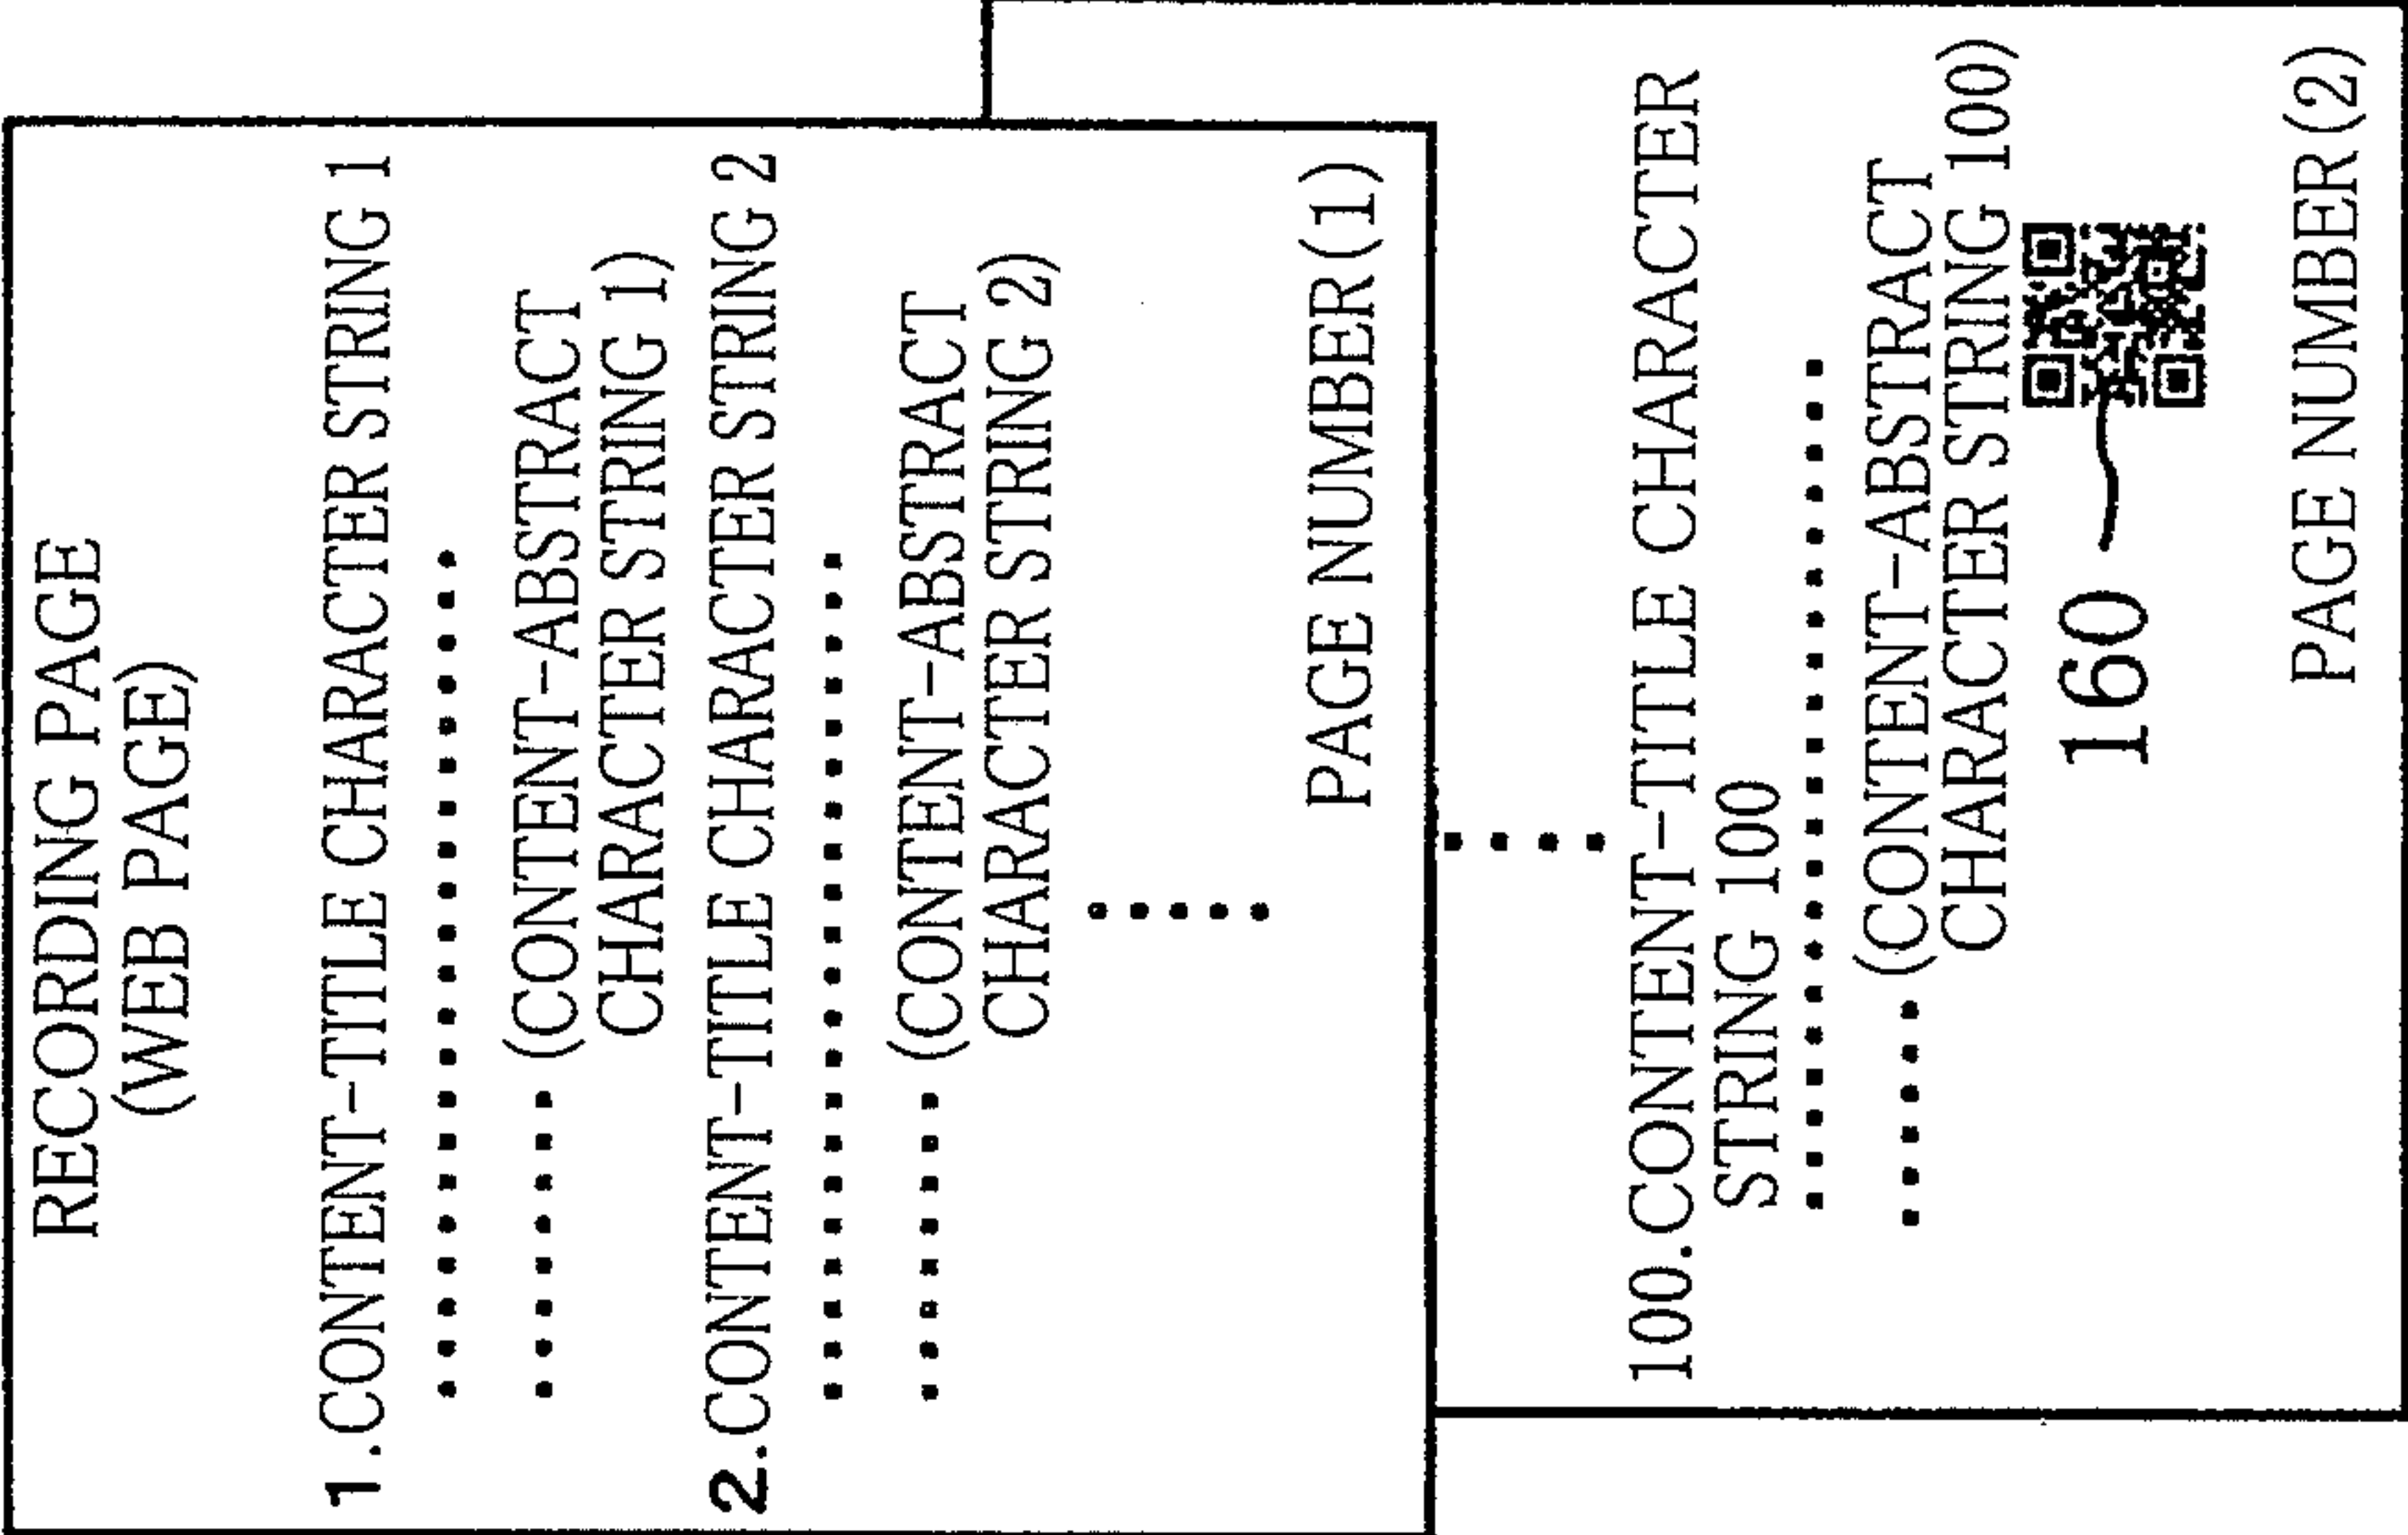 RECORDING PAGE
(WEB PAGE)
1.CONTENT-TITLE CHARACTER STRING 1
.....................
...... (CONTENT-ABSTRACT
CHARACTER STRING 1)
2.CONTENT-TITLE CHARACTER STRING 2
.....................
........ (CONTENT-ABSTRACT
CHARACTER STRING 2)
.....
PAGE NUMBER(1)
....
100.CONTENT-TITLE CHARACTER
STRING 100
.....................
...... (CONTENT-ABSTRACT
CHARACTER STRING 100)
160
PAGE NUMBER(2)